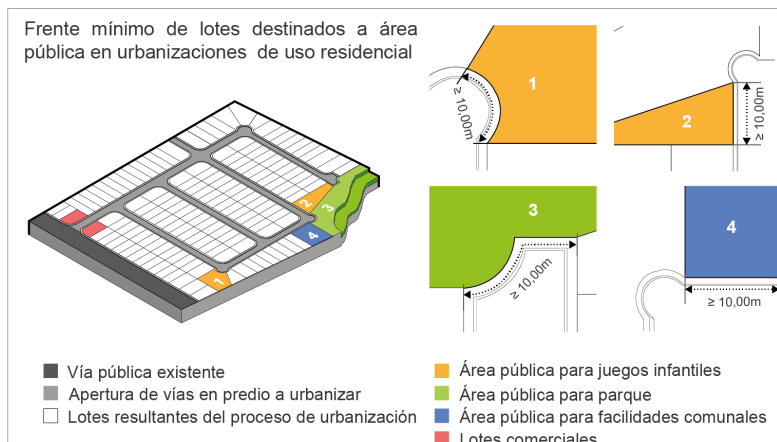 Frente mínimo de lotes destinados a área
pública en urbanizaciones de uso residencial
1
2
3
4
≥ 10,00m
1
≥ 10,00m
2
≥ 10,00m
3
≥ 10,00m
4
Vía pública existente
Apertura de vías en predio a urbanizar
Lotes resultantes del proceso de urbanización
Área pública para juegos infantiles
Área pública para parque
Área pública para facilidades comunales
Lotes comerciales